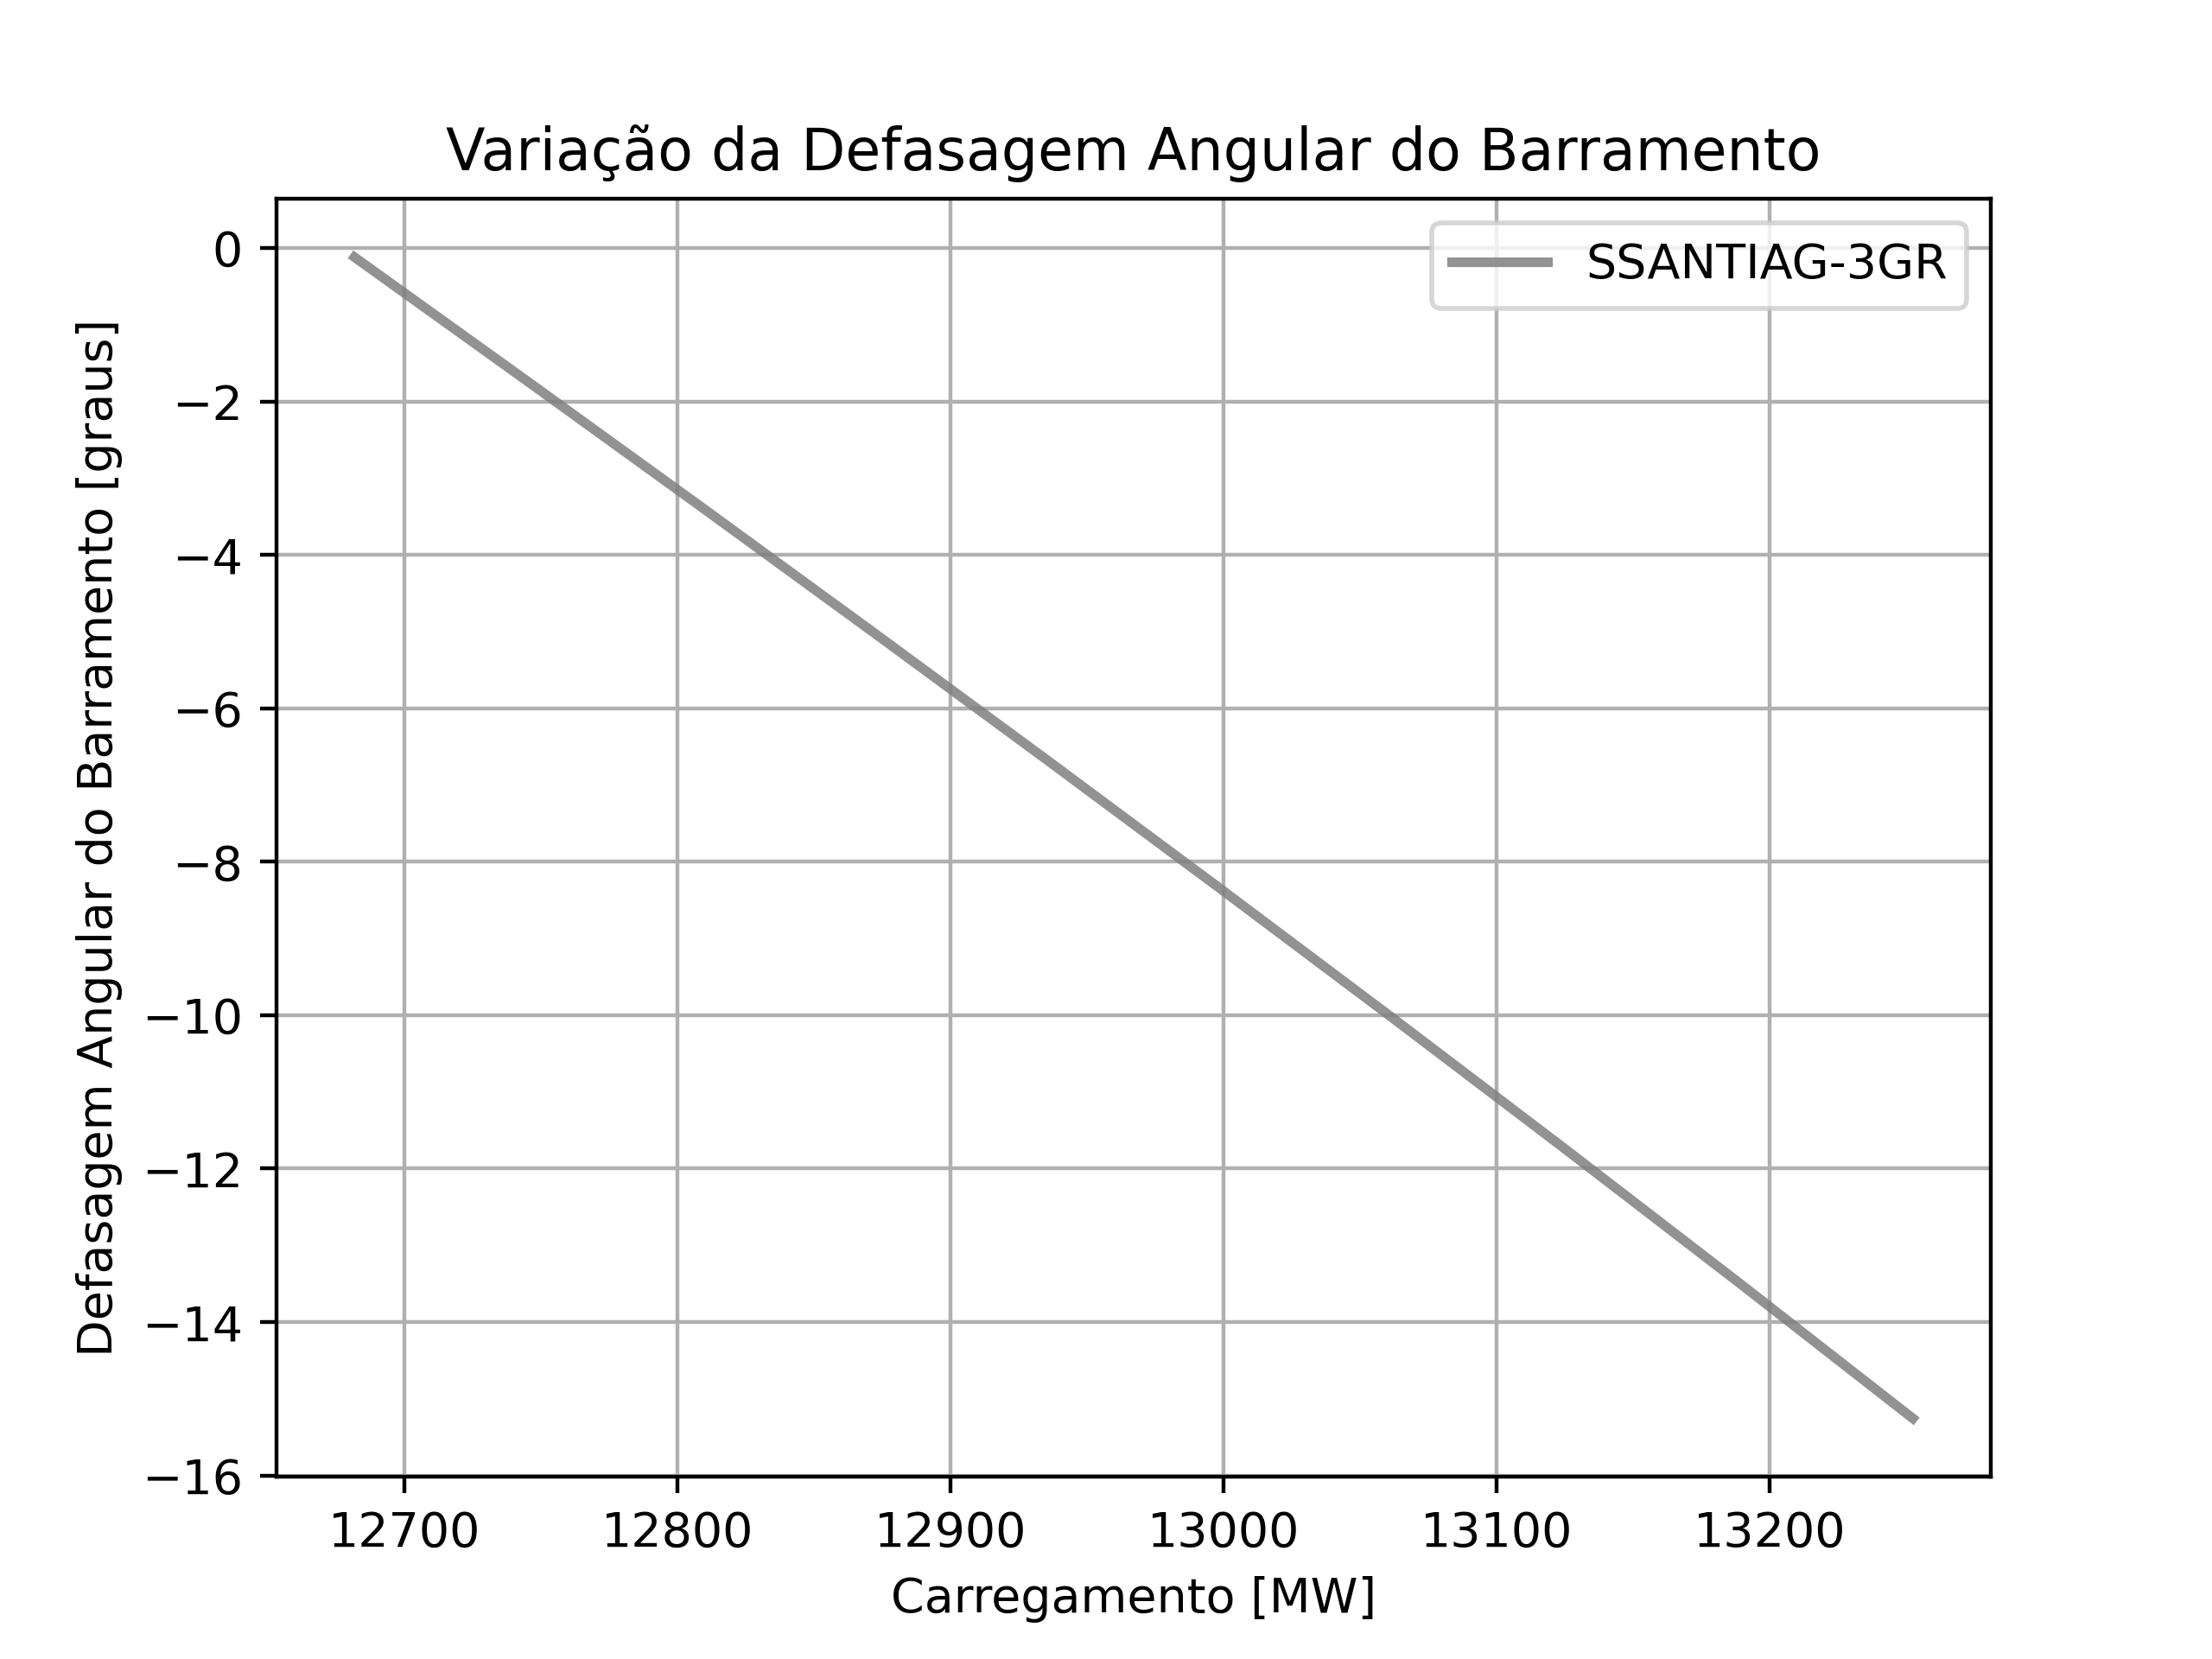 Variação da Defasagem Angular do Barramento
SSANTIAG-3GR
Defasagem Angular do Barramento [graus]
0
−2
−4
−6
−8
−10
−12
−14
−16
12700 12800 12900 13000 13100 13200
Carregamento [MW]